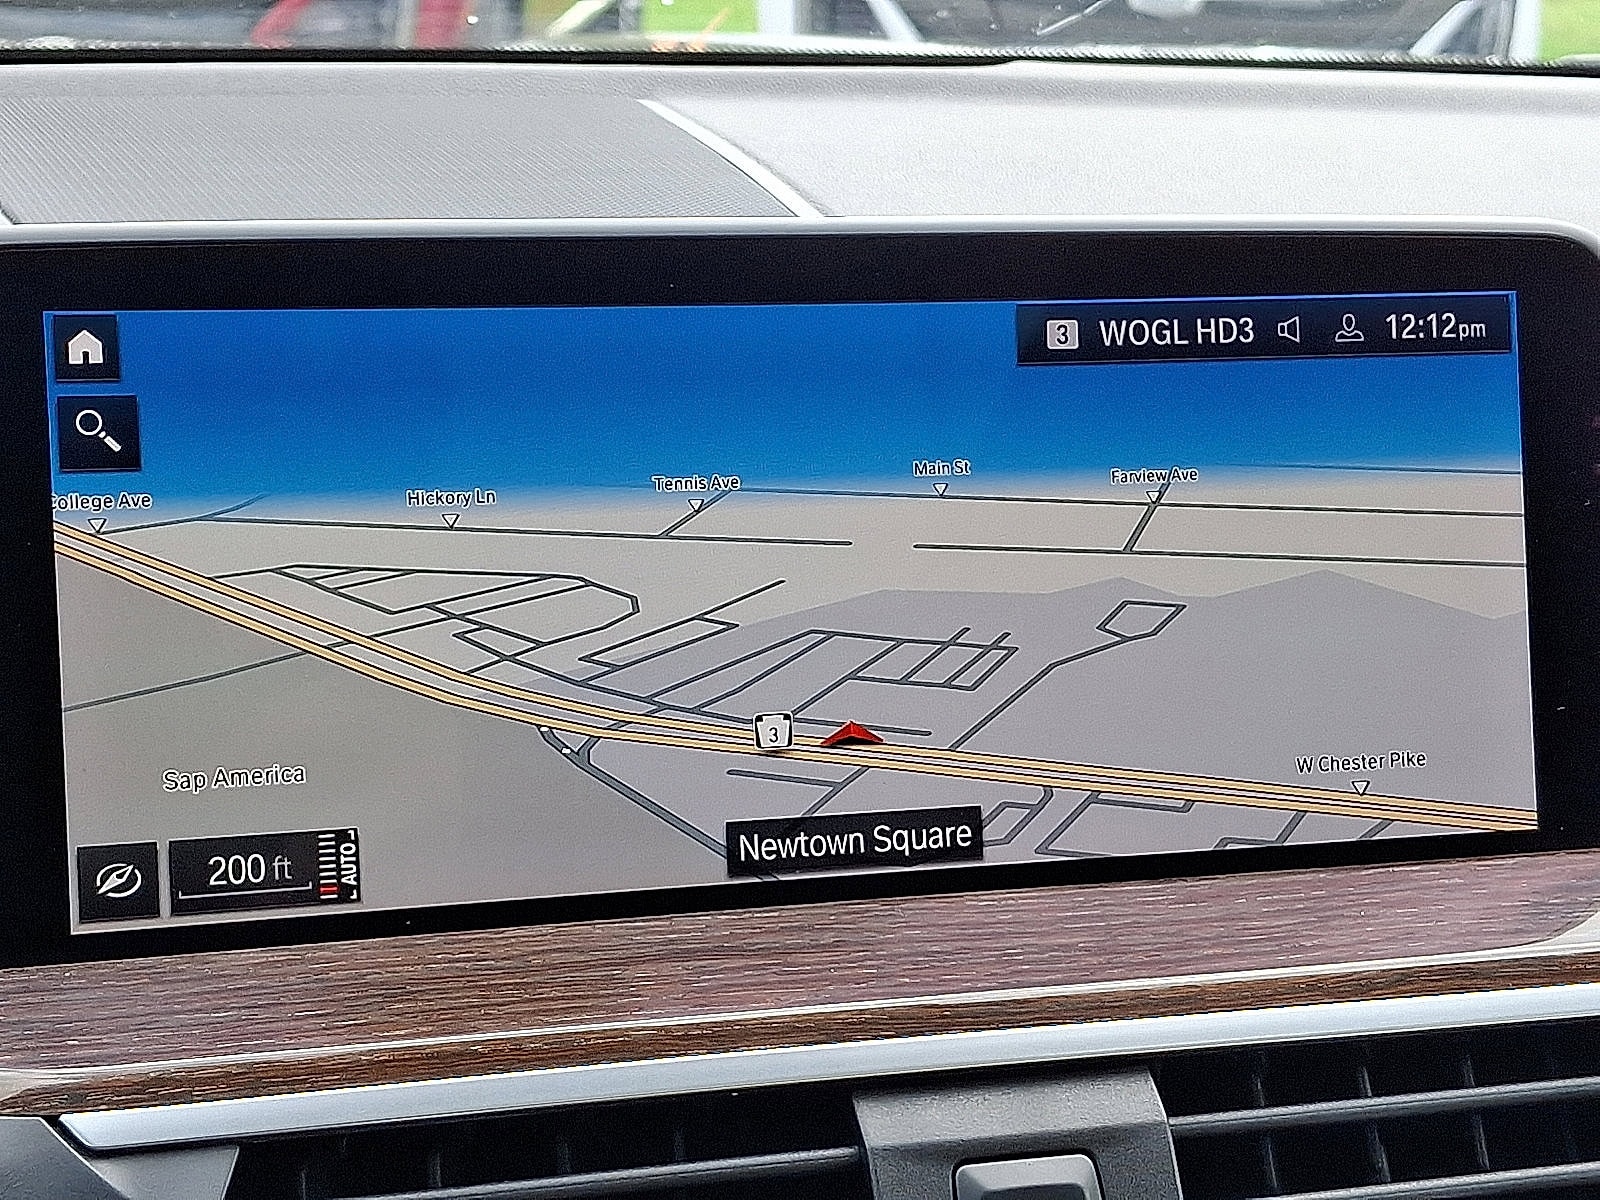 3 WOGL HD3 12:12pm
College Ave
Hickory Ln
Tennis Ave
Main St
Farview Ave
3
W Chester Pike
Sap America
Newtown Square
200 ft
AUTO